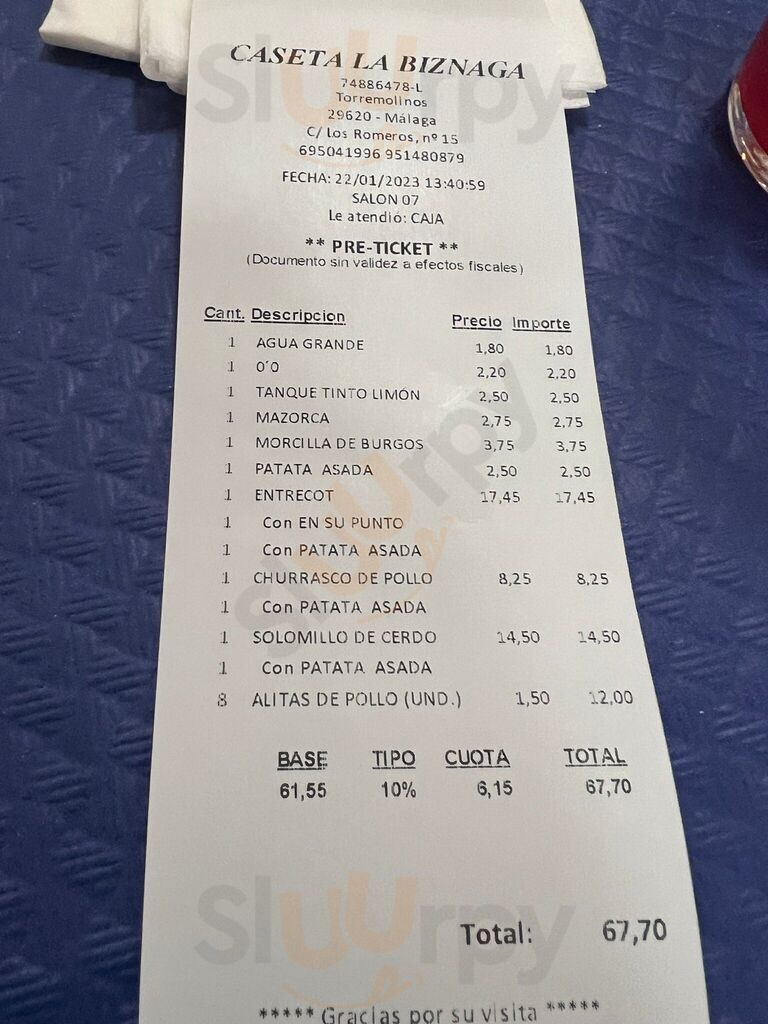 CASETA LA BIZNAGA
74886478-L
Torremolinos
29620 - Málaga
C/ Los Romeros, nº 15
695041996 951480879
FECHA: 22/01/2023 13:40:59
SALON 07
Le atendió: CAJA
** PRE-TICKET **
(Documento sin validez a efectos fiscales)
Cant. Descripcion Precio Importe
1 AGUA GRANDE 1,80 1,80
1 0´0 2,20 2,20
1 TANQUE TINTO LIMÓN 2,50 2,50
1 MAZORCA 2,75 2,75
1 MORCILLA DE BURGOS 3,75 3,75
1 PATATA ASADA 2,50 2,50
1 ENTRECOT 17,45 17,45
1 Con EN SU PUNTO
1 Con PATATA ASADA
1 CHURRASCO DE POLLO 8,25 8,25
1 Con PATATA ASADA
1 SOLOMILLO DE CERDO 14,50 14,50
1 Con PATATA ASADA
8 ALITAS DE POLLO (UND.) 1,50 12,00
BASE TIPO CUOTA TOTAL
61,55 10% 6,15 67,70
Total: 67,70
***** Gracias por su visita *****
Sluurpy
Sluurpy
Sluurpy